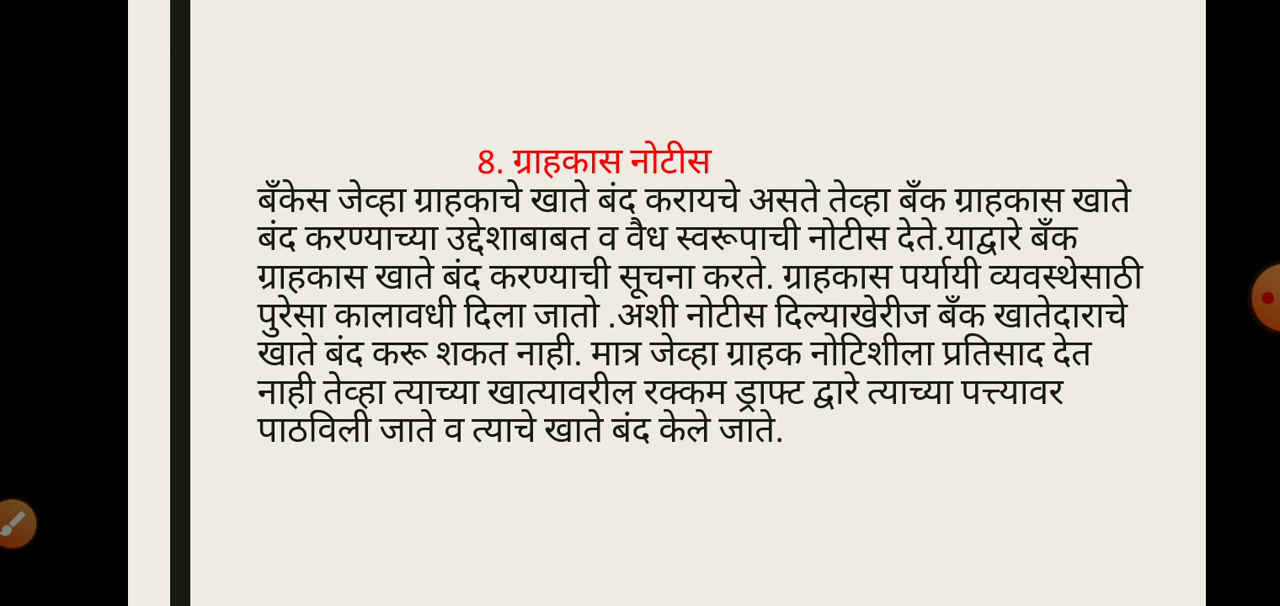 8. ग्राहकास नोटीस
बँकेस जेव्हा ग्राहकाचे खाते बंद करायचे असते तेव्हा बँक ग्राहकास खाते
बंद करण्याच्या उद्देशाबाबत व वैध स्वरूपाची नोटीस देते.याद्वारे बँक
ग्राहकास खाते बंद करण्याची सूचना करते. ग्राहकास पर्यायी व्यवस्थेसाठी
पुरेसा कालावधी दिला जातो .अशी नोटीस दिल्याखेरीज बँक खातेदाराचे
खाते बंद करू शकत नाही. मात्र जेव्हा ग्राहक नोटिशीला प्रतिसाद देत
नाही तेव्हा त्याच्या खात्यावरील रक्कम ड्राफ्ट द्वारे त्याच्या पत्त्यावर
पाठविली जाते व त्याचे खाते बंद केले जाते.